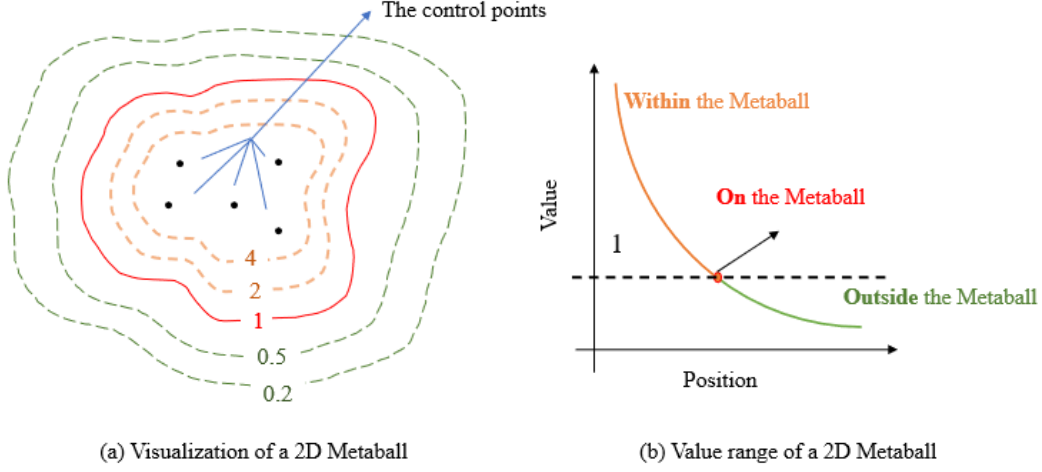 The control points
4
2
1
0.5
0.2
(a) Visualization of a 2D Metaball
Within the Metaball
On the Metaball
Value
1
Outside the Metaball
Position
(b) Value range of a 2D Metaball